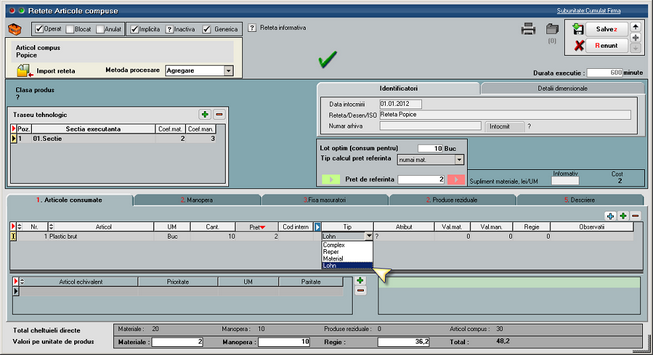 Retete Articole compuse
Subunitate:Cumulat Firma
Operat Blocat Anulat Implicita ? Inactiva Generica ? Reteta informativa
Salvez
(0)
Renunt
Articol compus
Popice
Import reteta Metoda procesare Agregare
Durata executie : 600 minute
Clasa produs
?
Identificatori Detalii dimensionale
Data intocmirii 01.01.2012
Reteta/Desen/ISO Reteta Popice
Numar arhiva Intocmit ?
Traseu tehnologic
Poz. Sectia executanta Coef.mat. Coef.man.
1 01.Sectie 2 3
Lot optim (consum pentru) 10 Buc
Tip calcul pret referinta numai mat.
Pret de referinta 2 Supliment materiale, lei/UM Informativ Cost
2
1. Articole consumate 2. Manopera 3.Fisa masuratori 2. Produse reziduale 5. Descriere
Nr. Articol UM Cant. Pret Cod intern Tip Atribut Val.mat. Val.man. Regie Observatii
1 Plastic brut Buc 10 2 Lohn ? 0 0 0
Complex
Reper
Material
Lohn
Articol echivalent Prioritate UM Paritate
Total cheltuieli directe Materiale : 20 Manopera : 10 Produse reziduale : 0 Articol compus : 30
Valori pe unitate de produs Materiale : 2 Manopera : 10 Regie : 36,2 Total : 48,2